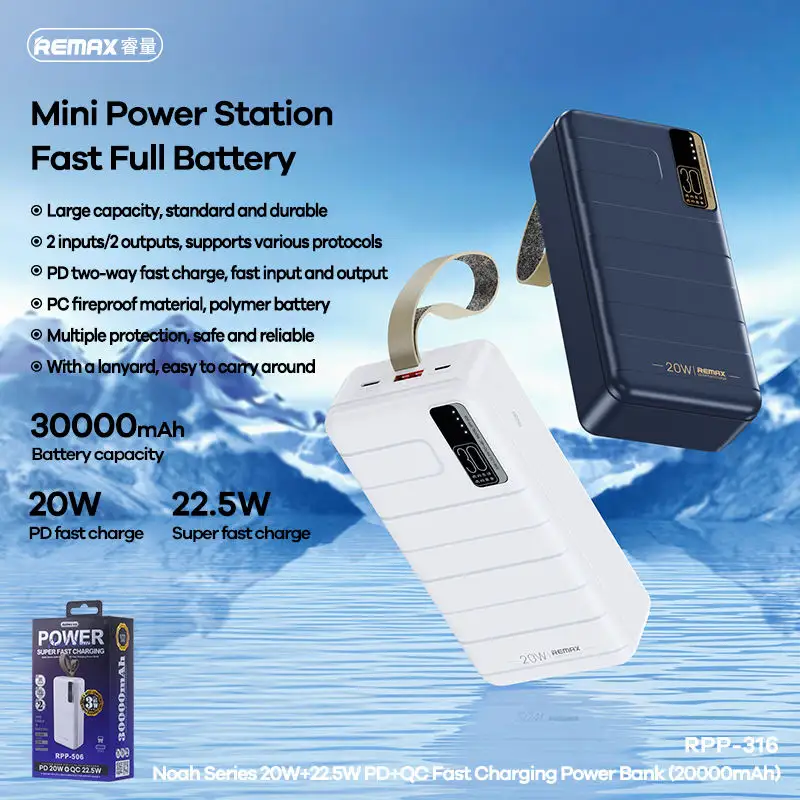 REMAX 睿量
Mini Power Station
Fast Full Battery
Large capacity, standard and durable
2 inputs/2 outputs, supports various protocols
PD two-way fast charge, fast input and output
PC fireproof material, polymer battery
Multiple protection, safe and reliable
With a lanyard, easy to carry around
30000mAh
Battery capacity
20W 22.5W
PD fast charge Super fast charge
30
20W REMAX
30
20W REMAX
POWER
SUPER FAST CHARGING
30000mAh
RPP-506
PD 20W QC 22.5W
RPP-316
Noah Series 20W+22.5W PD+QC Fast Charging Power Bank (20000mAh)